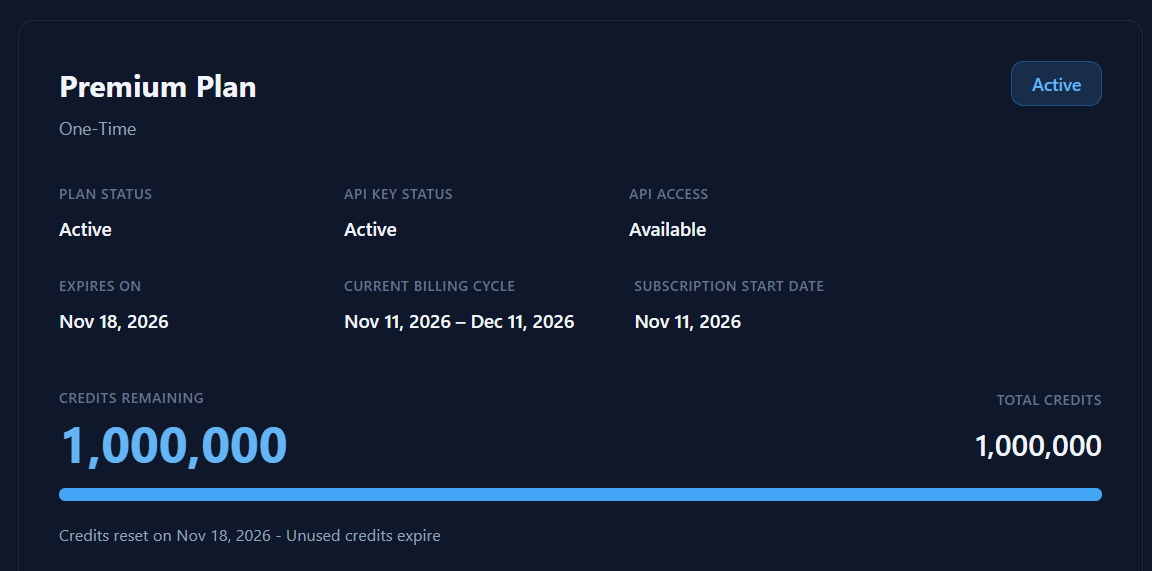 Premium Plan
Active
One-Time
PLAN STATUS
API KEY STATUS
API ACCESS
Active
Active
Available
EXPIRES ON
CURRENT BILLING CYCLE
SUBSCRIPTION START DATE
Nov 18, 2026
Nov 11, 2026 – Dec 11, 2026
Nov 11, 2026
CREDITS REMAINING
TOTAL CREDITS
1,000,000
1,000,000
Credits reset on Nov 18, 2026 - Unused credits expire